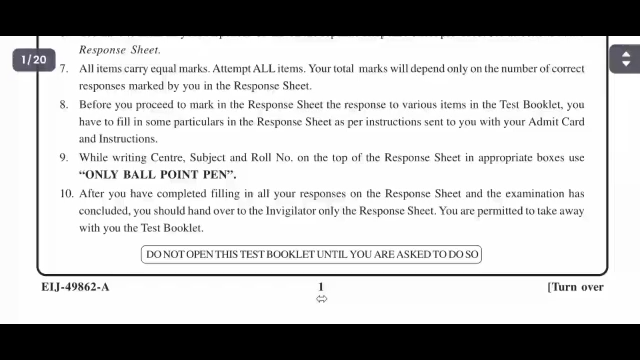 Response Sheet.
1/20
7. All items carry equal marks. Attempt ALL items. Your total marks will depend only on the number of correct
responses marked by you in the Response Sheet.
8. Before you proceed to mark in the Response Sheet the response to various items in the Test Booklet, you
have to fill in some particulars in the Response Sheet as per instructions sent to you with your Admit Card
and Instructions.
9. While writing Centre, Subject and Roll No. on the top of the Response Sheet in appropriate boxes use
“ONLY BALL POINT PEN”.
10. After you have completed filling in all your responses on the Response Sheet and the examination has
concluded, you should hand over to the Invigilator only the Response Sheet. You are permitted to take away
with you the Test Booklet.
DO NOT OPEN THIS TEST BOOKLET UNTIL YOU ARE ASKED TO DO SO
EIJ-49862-A 1 [Turn over